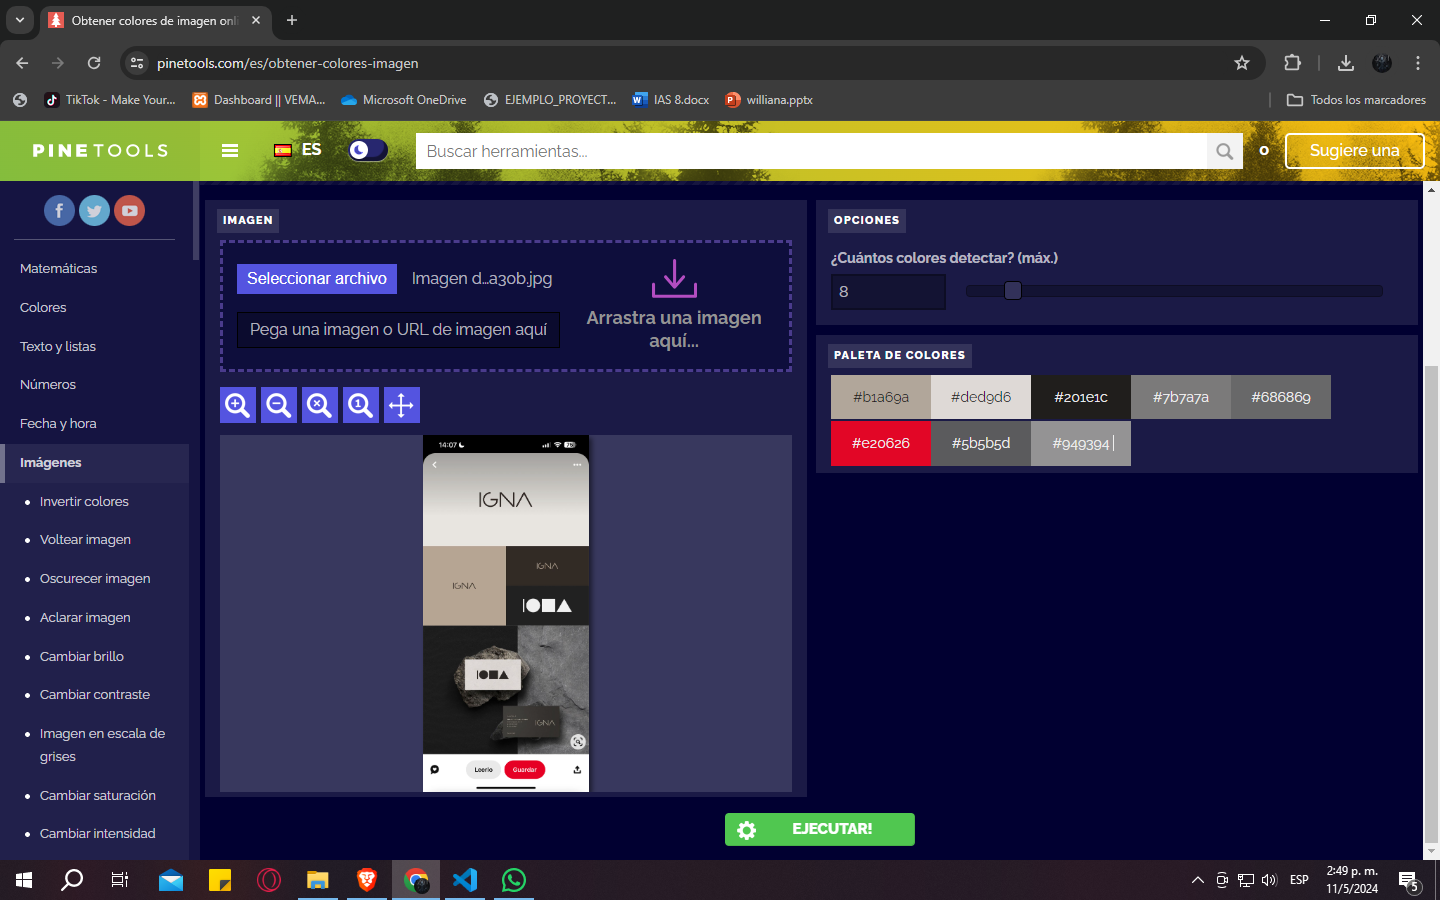 Obtener colores de imagen onli
pinetools.com/es/obtener-colores-imagen
TikTok - Make Your...
Dashboard || VEMA...
Microsoft OneDrive
EJEMPLO_PROYECT...
IAS 8.docx
williana.pptx
Todos los marcadores
PINETOOLS
ES
Buscar herramientas...
o
Sugiere una
Matemáticas
Colores
Texto y listas
Números
Fecha y hora
Imágenes
Invertir colores
Voltear imagen
Oscurecer imagen
Aclarar imagen
Cambiar brillo
Cambiar contraste
Imagen en escala de
grises
Cambiar saturación
Cambiar intensidad
IMAGEN
Seleccionar archivo
Imagen d...a30b.jpg
Pega una imagen o URL de imagen aquí
Arrastra una imagen
aquí...
14:07
IGNA
IGNA
IGNA
IGNA
Leerlo
Guardar
OPCIONES
¿Cuántos colores detectar? (máx.)
8
PALETA DE COLORES
#b1a69a
#ded9d6
#201e1c
#7b7a7a
#686869
#e20626
#5b5b5d
#949394
EJECUTAR!
ESP
2:49 p. m.
11/5/2024
5